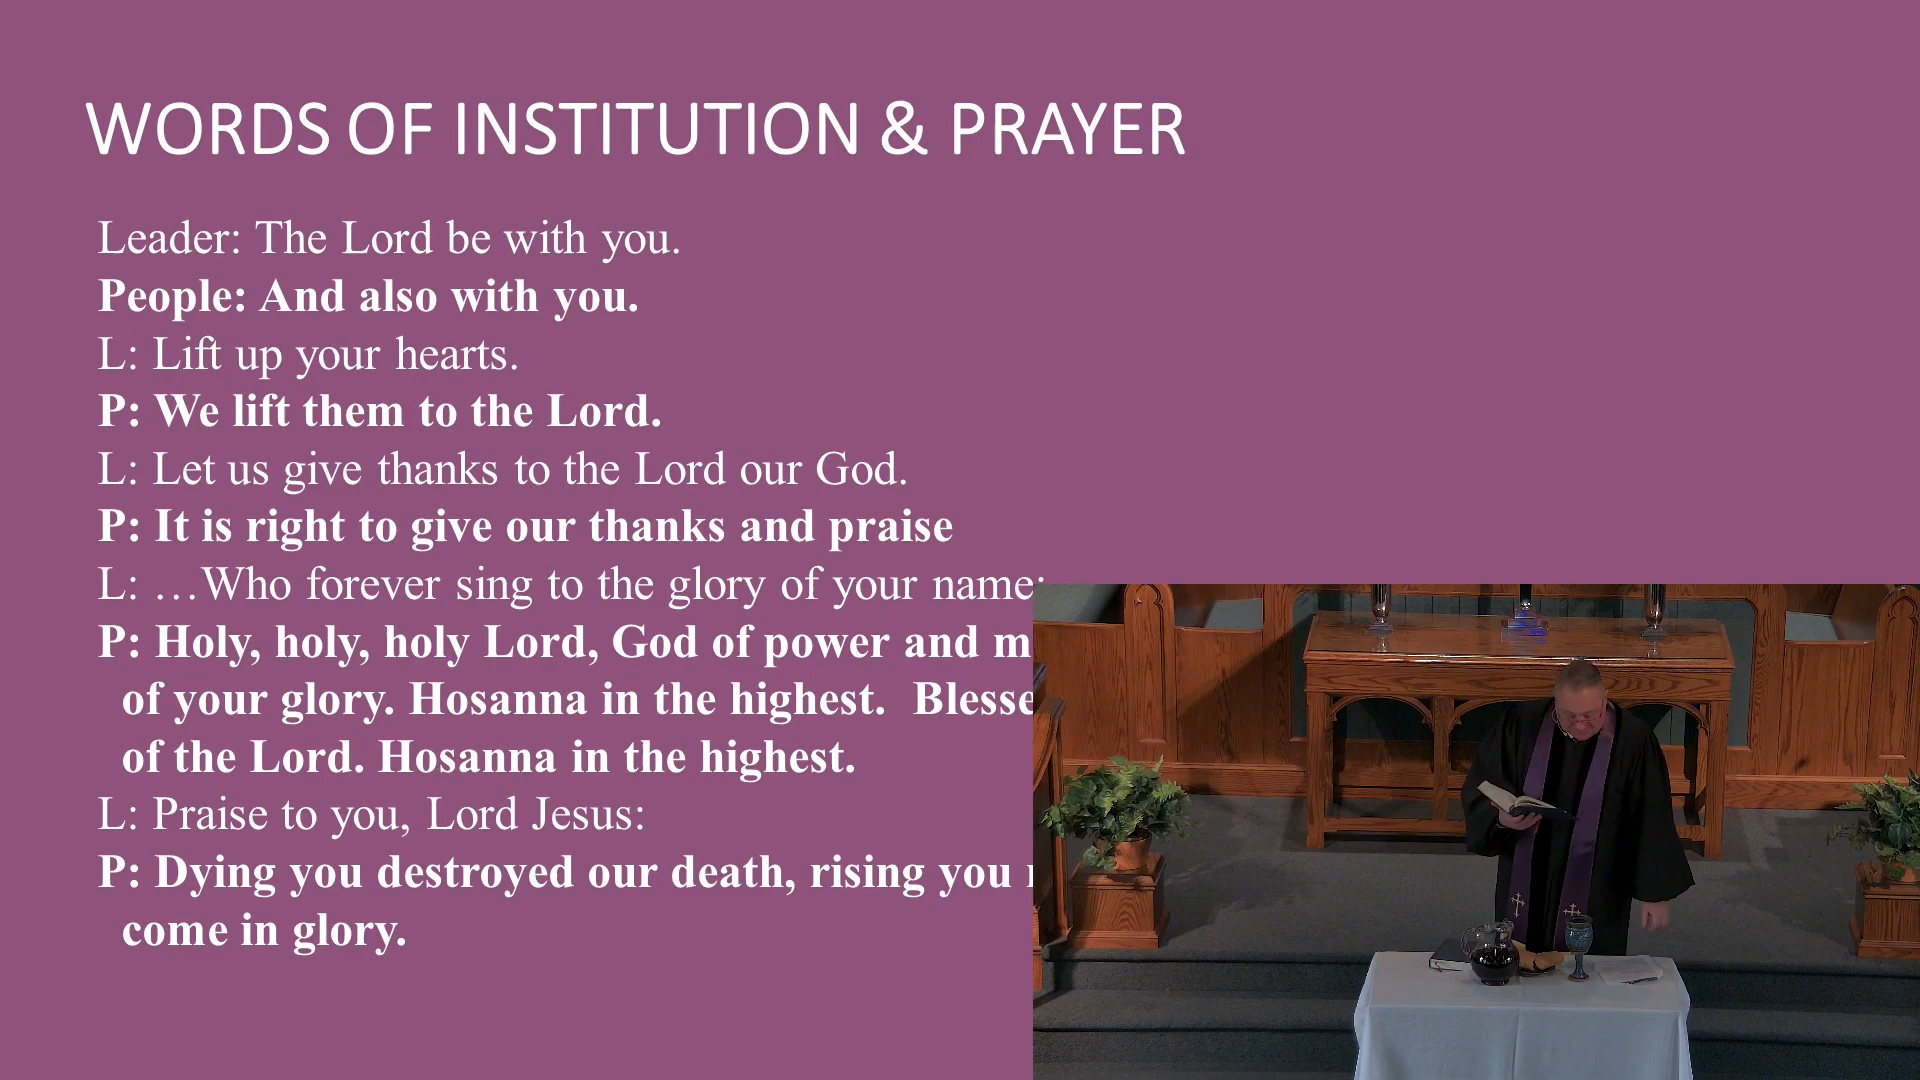 WORDS OF INSTITUTION & PRAYER
Leader: The Lord be with you.
People: And also with you.
L: Lift up your hearts.
P: We lift them to the Lord.
L: Let us give thanks to the Lord our God.
P: It is right to give our thanks and praise
L: …Who forever sing to the glory of your name:
P: Holy, holy, holy Lord, God of power and m
of your glory. Hosanna in the highest.  Blesse
of the Lord. Hosanna in the highest.
L: Praise to you, Lord Jesus:
P: Dying you destroyed our death, rising you
come in glory.